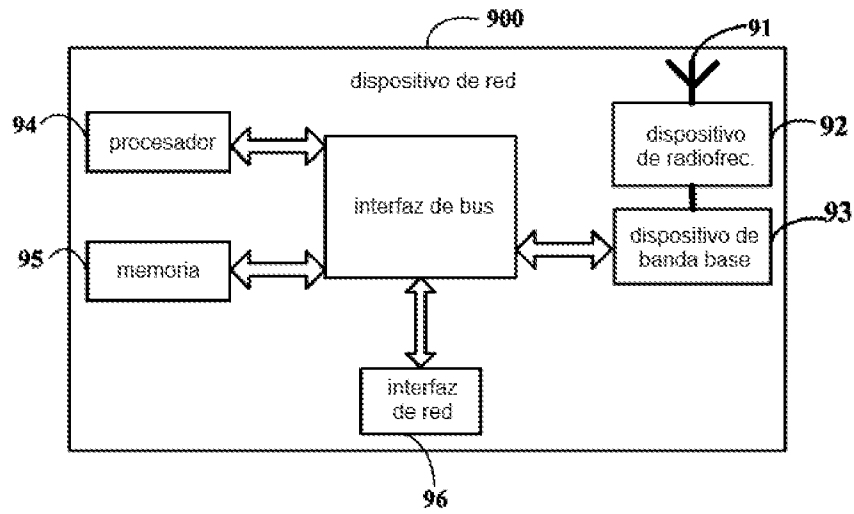 900
91
dispositivo de red
94
procesador
dispositivo
de radiofrec.
92
interfaz de bus
95
memoria
dispositivo de
banda base
93
interfaz
de red
96